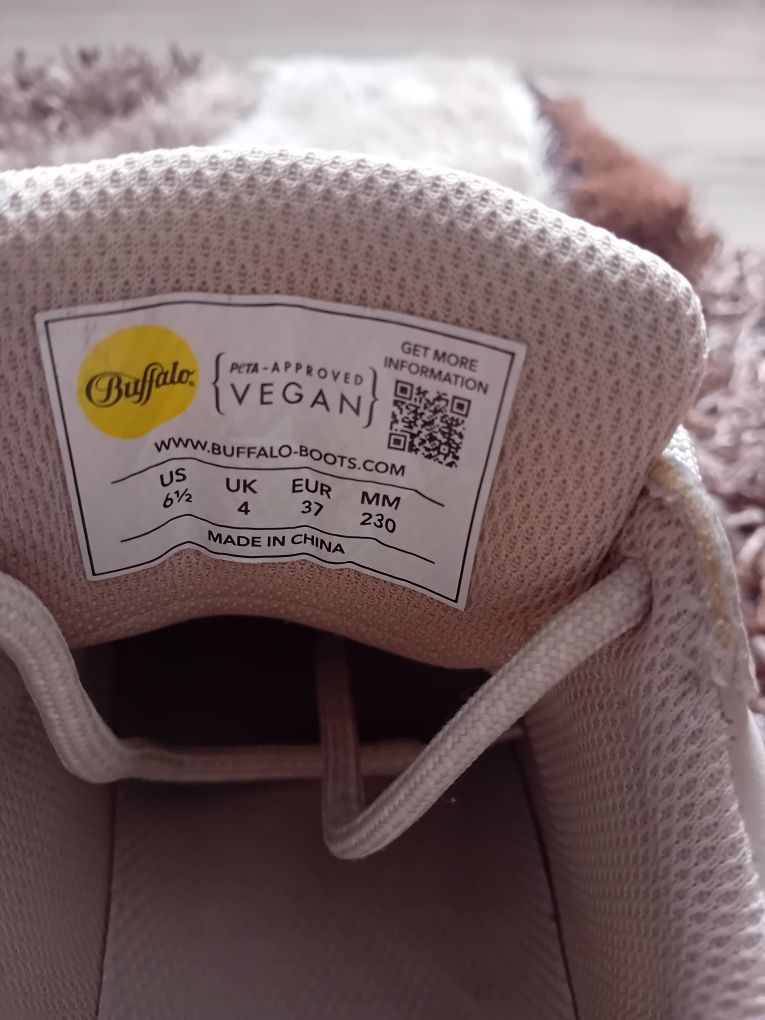 Buffalo
PETA-APPROVED
VEGAN
GET MORE
INFORMATION
WWW.BUFFALO-BOOTS.COM
US UK EUR MM
6½ 4 37 230
MADE IN CHINA